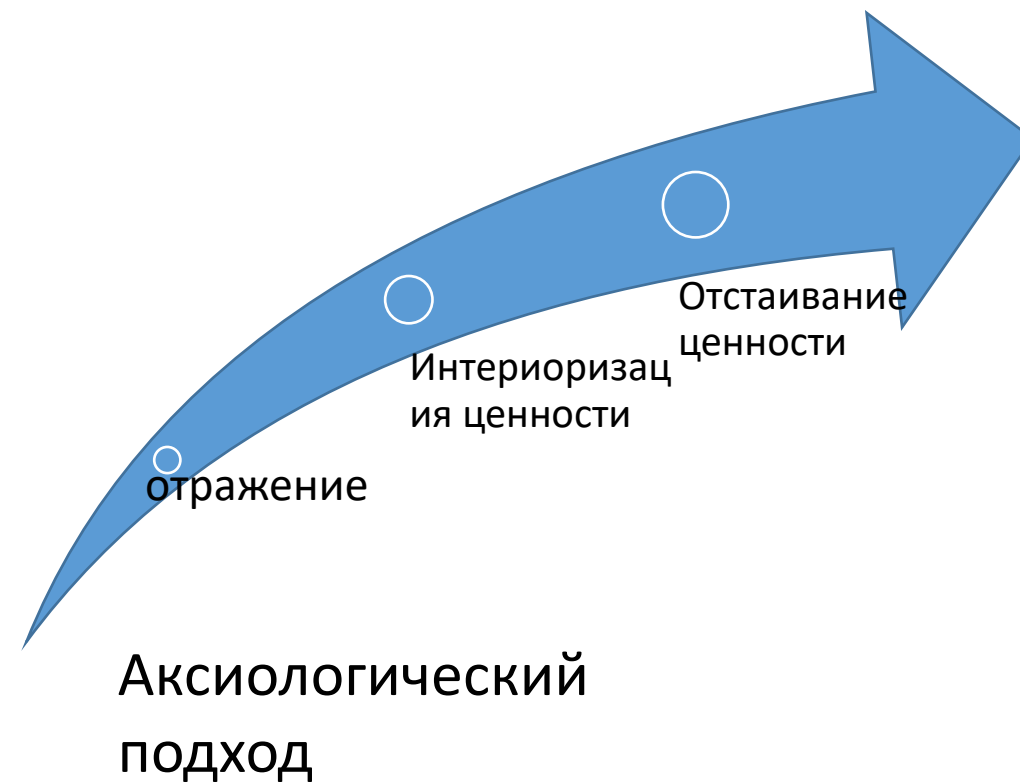 Отстаивание
ценности
Интериоризац
ия ценности
отражение
Аксиологический
подход